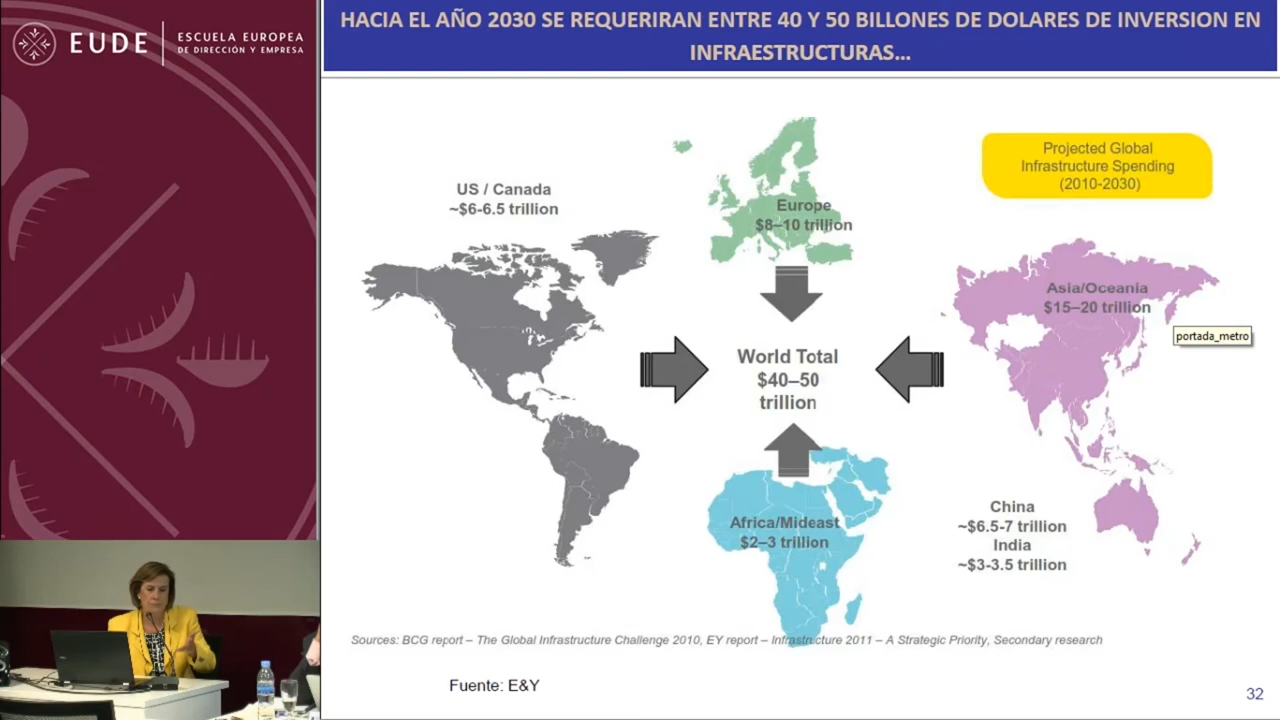 EUDE
ESCUELA EUROPEA
DE DIRECCIÓN Y EMPRESA
HACIA EL AÑO 2030 SE REQUERIRAN ENTRE 40 Y 50 BILLONES DE DOLARES DE INVERSION EN
INFRAESTRUCTURAS...
Projected Global
Infrastructure Spending
(2010-2030)
US / Canada
~$6-6.5 trillion
Europe
$8–10 trillion
Asia/Oceania
$15–20 trillion
portada_metro
World Total
$40–50
trillion
Africa/Mideast
$2–3 trillion
China
~$6.5-7 trillion
India
~$3-3.5 trillion
Sources: BCG report – The Global Infrastructure Challenge 2010, EY report – Infrastructure 2011 – A Strategic Priority, Secondary research
Fuente: E&Y
32